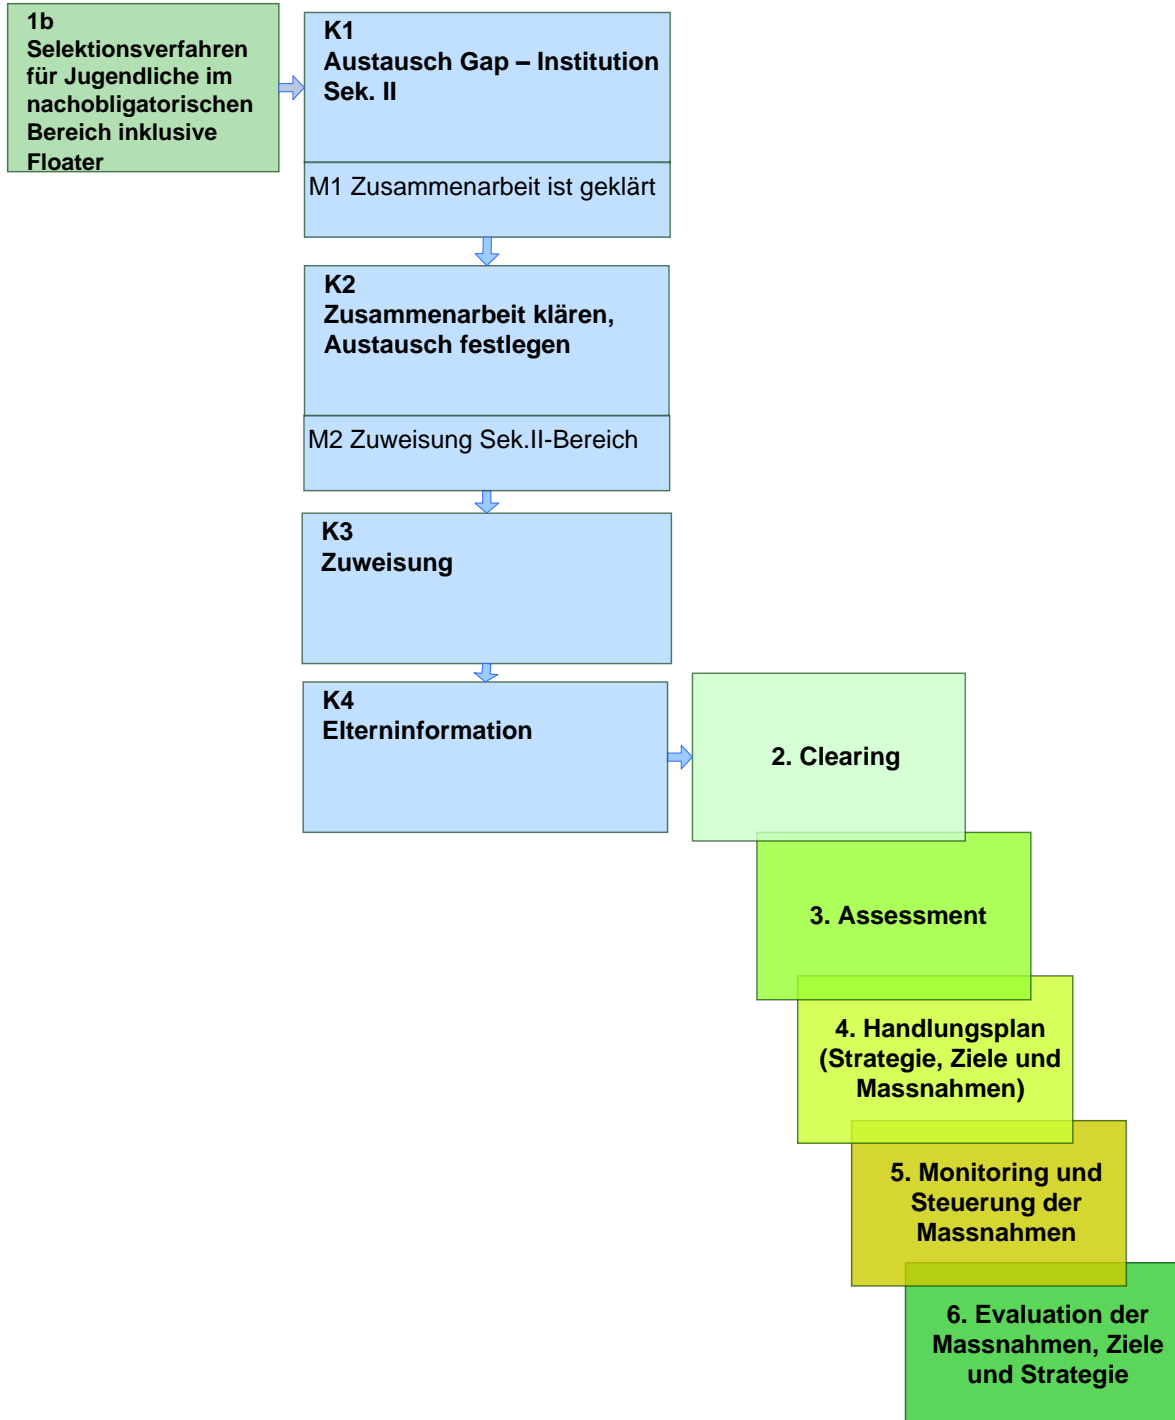 1b
Selektionsverfahren
für Jugendliche im
nachobligatorischen
Bereich inklusive
Floater
K1
Austausch Gap – Institution
Sek. II
M1 Zusammenarbeit ist geklärt
K2
Zusammenarbeit klären,
Austausch festlegen
M2 Zuweisung Sek.II-Bereich
K3
Zuweisung
K4
Elterninformation
2. Clearing
3. Assessment
4. Handlungsplan
(Strategie, Ziele und
Massnahmen)
5. Monitoring und
Steuerung der
Massnahmen
6. Evaluation der
Massnahmen, Ziele
und Strategie